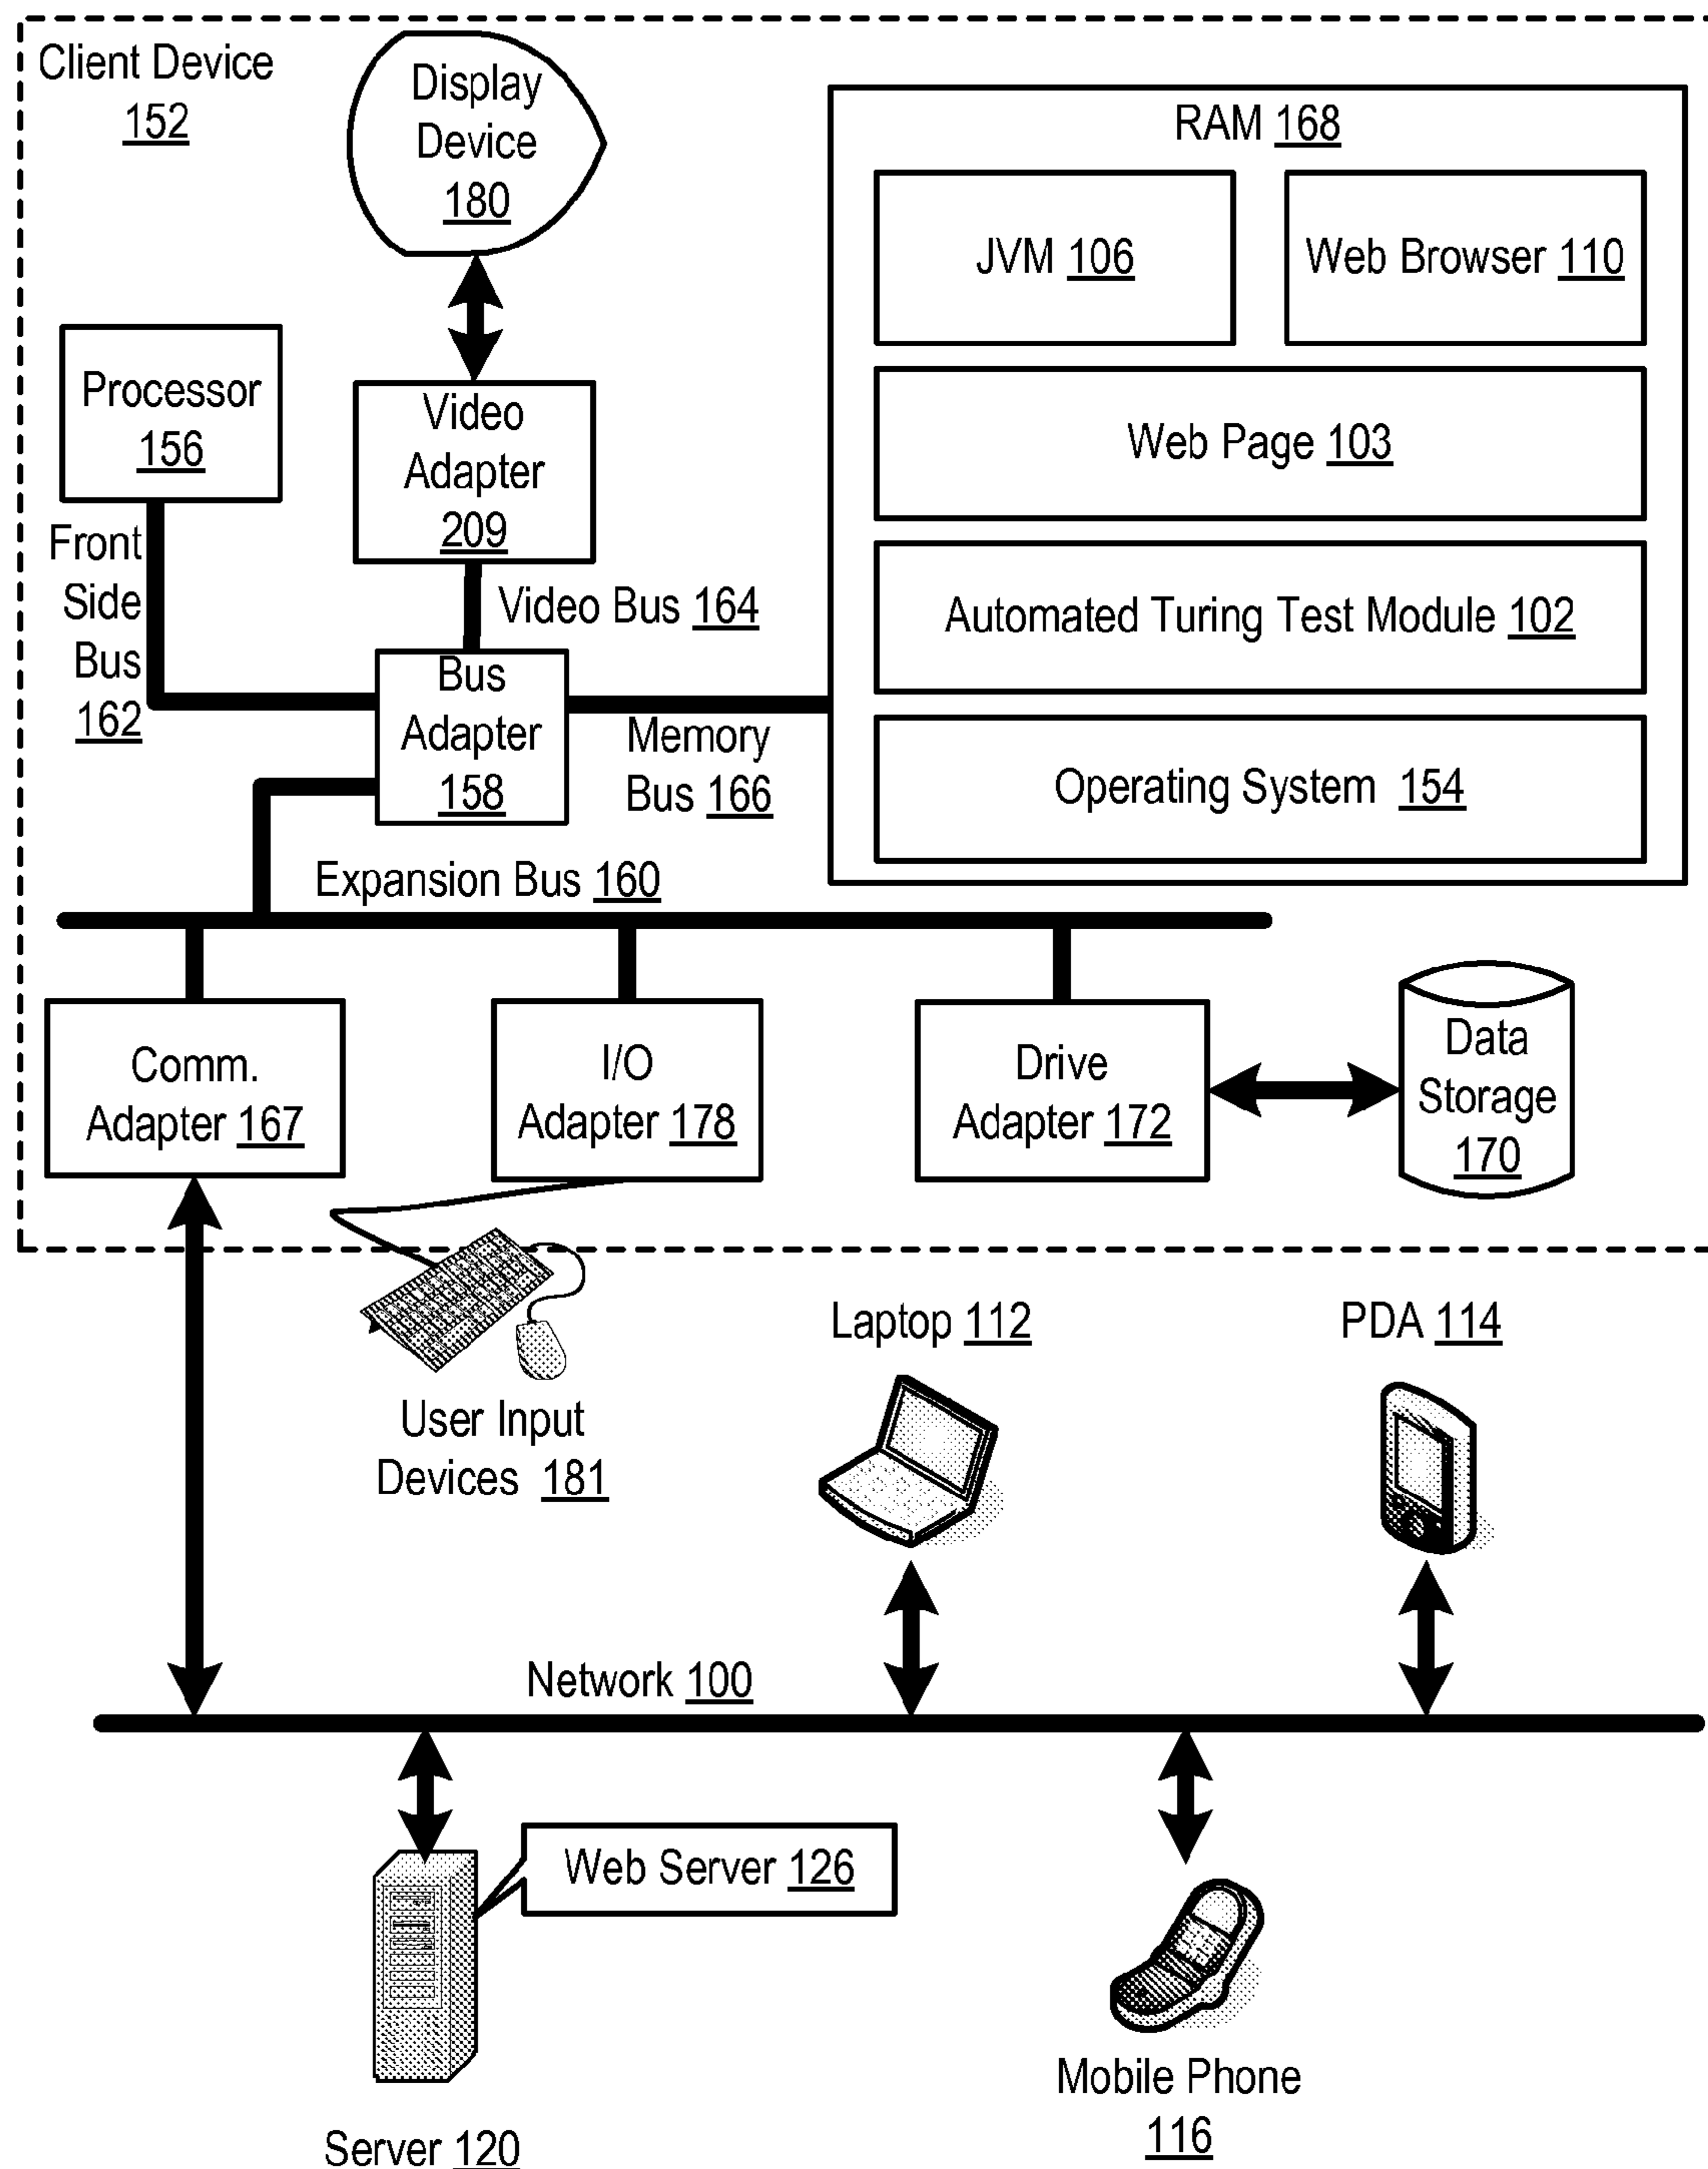 Client Device
152
Display
Device
180
RAM 168
JVM 106
Web Browser 110
Processor
156
Video
Adapter
209
Web Page 103
Front
Side
Bus
162
Video Bus 164
Automated Turing Test Module 102
Bus
Adapter
158
Memory
Bus 166
Operating System 154
Expansion Bus 160
Comm.
Adapter 167
I/O
Adapter 178
Drive
Adapter 172
Data
Storage
170
User Input
Devices 181
Laptop 112
PDA 114
Network 100
Web Server 126
Server 120
Mobile Phone
116